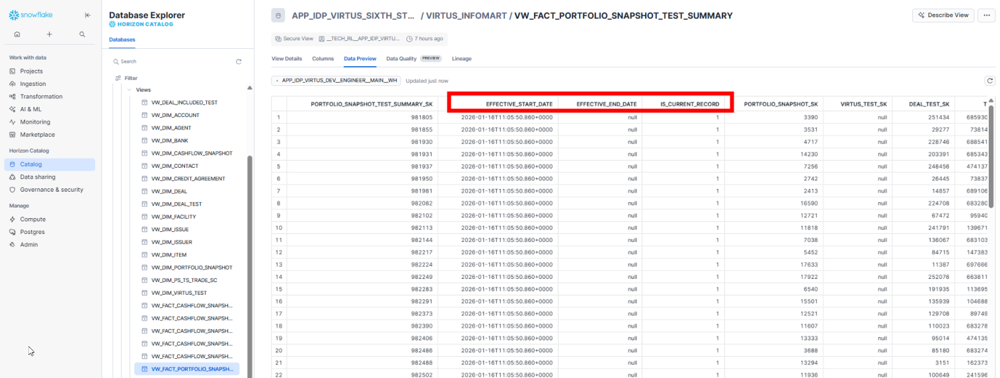 snowflake
Work with data
Projects
Ingestion
Transformation
AI & ML
Monitoring
Marketplace
Horizon Catalog
Catalog
Data sharing
Governance & security
Manage
Compute
Postgres
Admin
Database Explorer
HORIZON CATALOG
Databases
Search
Filter
Views
VW_DEAL_INCLUDED_TEST
VW_DIM_ACCOUNT
VW_DIM_AGENT
VW_DIM_BANK
VW_DIM_CASHFLOW_SNAPSHOT
VW_DIM_CONTACT
VW_DIM_CREDIT_AGREEMENT
VW_DIM_DEAL
VW_DIM_DEAL_TEST
VW_DIM_FACILITY
VW_DIM_ISSUE
VW_DIM_ISSUER
VW_DIM_ITEM
VW_DIM_PORTFOLIO_SNAPSHOT
VW_DIM_PS_TS_TRADE_SC
VW_DIM_VIRTUS_TEST
VW_FACT_CASHFLOW_SNAPSH...
VW_FACT_CASHFLOW_SNAPSH...
VW_FACT_CASHFLOW_SNAPSH...
VW_FACT_CASHFLOW_SNAPSH...
VW_FACT_CASHFLOW_SNAPSH...
VW_FACT_PORTFOLIO_SNAPSH...
APP_IDP_VIRTUS_SIXTH_ST... / VIRTUS_INFOMART / VW_FACT_PORTFOLIO_SNAPSHOT_TEST_SUMMARY
Describe View ...
Secure View __TECH_RL__APP_IDP_VIRTU... 7 hours ago
View Details Columns Data Preview Data Quality PREVIEW Lineage
APP_IDP_VIRTUS_DEV__ENGINEER__MAIN__WH Updated just now
PORTFOLIO_SNAPSHOT_TEST_SUMMARY_SK EFFECTIVE_START_DATE EFFECTIVE_END_DATE IS_CURRENT_RECORD PORTFOLIO_SNAPSHOT_SK VIRTUS_TEST_SK DEAL_TEST_SK T
1 981805 2026-01-16T11:05:50.860+0000 null 1 3390 null 251434 685930
2 981855 2026-01-16T11:05:50.860+0000 null 1 3531 null 29277 73814
3 981930 2026-01-16T11:05:50.860+0000 null 1 4717 null 228746 688541
4 981931 2026-01-16T11:05:50.860+0000 null 1 14230 null 203391 685343
5 981937 2026-01-16T11:05:50.860+0000 null 1 7256 null 248456 474137
6 981950 2026-01-16T11:05:50.860+0000 null 1 2742 null 26445 73837
7 981981 2026-01-16T11:05:50.860+0000 null 1 2413 null 14857 689106
8 982082 2026-01-16T11:05:50.860+0000 null 1 16590 null 224708 683280
9 982102 2026-01-16T11:05:50.860+0000 null 1 12721 null 67472 95940
10 982113 2026-01-16T11:05:50.860+0000 null 1 11818 null 241791 139671
11 982144 2026-01-16T11:05:50.860+0000 null 1 7038 null 136067 683103
12 982217 2026-01-16T11:05:50.860+0000 null 1 5452 null 84715 147383
13 982224 2026-01-16T11:05:50.860+0000 null 1 17633 null 11387 697666
14 982249 2026-01-16T11:05:50.860+0000 null 1 17922 null 252076 663811
15 982283 2026-01-16T11:05:50.860+0000 null 1 6540 null 191935 113695
16 982291 2026-01-16T11:05:50.860+0000 null 1 15501 null 135939 104688
17 982373 2026-01-16T11:05:50.860+0000 null 1 12521 null 129708 89749
18 982390 2026-01-16T11:05:50.860+0000 null 1 11607 null 110023 683278
19 982406 2026-01-16T11:05:50.860+0000 null 1 13333 null 95014 474135
20 982486 2026-01-16T11:05:50.860+0000 null 1 3688 null 85180 683274
21 982488 2026-01-16T11:05:50.860+0000 null 1 13294 null 3151 162373
22 982502 2026-01-16T11:05:50.860+0000 null 1 11936 null 100649 241596